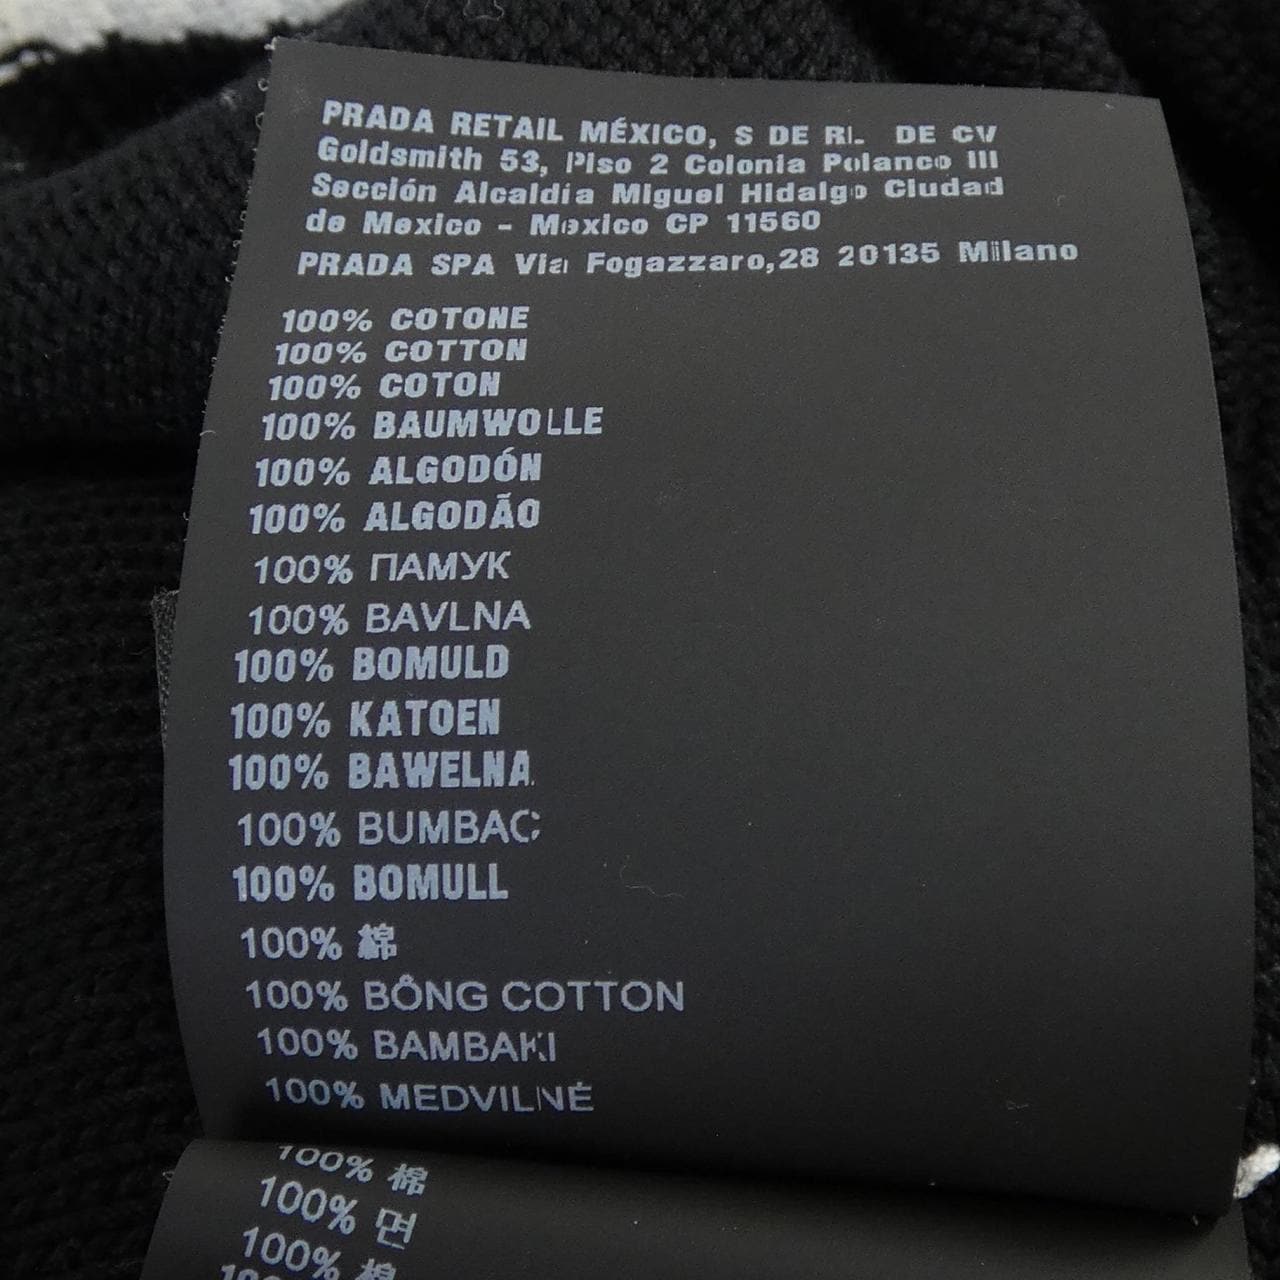 PRADA RETAIL MÉXICO, S DE RL DE CV
Goldsmith 53, Piso 2 Colonia Polanco III
Sección Alcaldía Miguel Hidalgo Ciudad
de Mexico - Mexico CP 11560
PRADA SPA Via Fogazzaro,28 20135 Milano
100% COTONE
100% COTTON
100% COTON
100% BAUMWOLLE
100% ALGODÓN
100% ALGODÃO
100% ПАМУК
100% BAVLNA
100% BOMULD
100% KATOEN
100% BAWELNA
100% BUMBAC
100% BOMULL
100% 棉
100% BÔNG COTTON
100% BAMBAKI
100% MEDVILNÉ
100% 棉
100% 면
100% 棉
100%